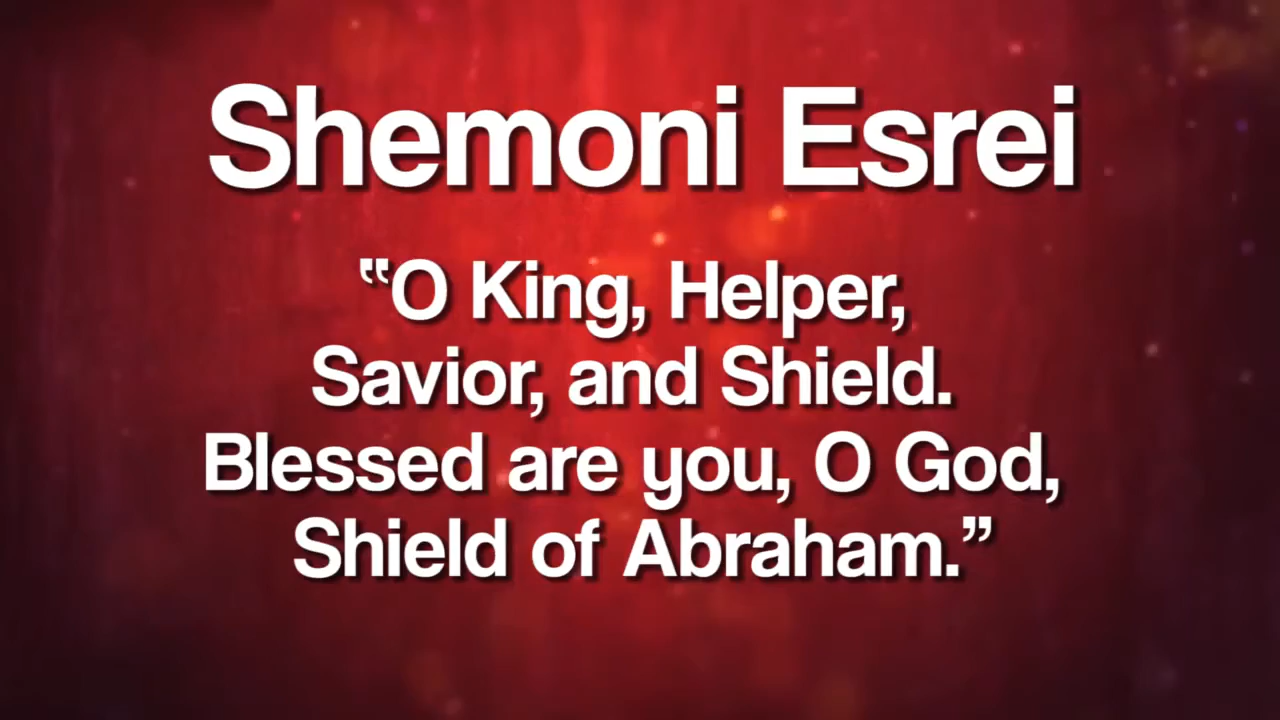 Shemoni Esrei
“O King, Helper,
Savior, and Shield.
Blessed are you, O God,
Shield of Abraham.”